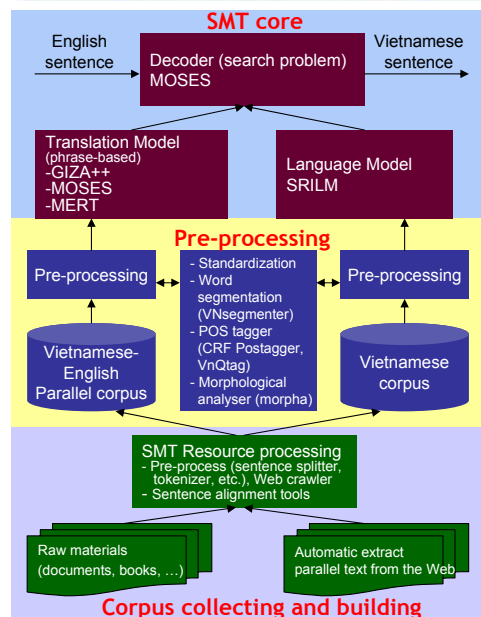 SMT core
English
sentence
Decoder (search problem)
MOSES
Vietnamese
sentence
Translation Model
(phrase-based)
-GIZA++
-MOSES
-MERT
Language Model
SRILM
Pre-processing
Pre-processing
- Standardization
- Word
segmentation
(VNsegmenter)
- POS tagger
(CRF Postagger,
VnQtag)
- Morphological
analyser (morpha)
Pre-processing
Vietnamese-
English
Parallel corpus
Vietnamese
corpus
SMT Resource processing
- Pre-process (sentence splitter,
tokenizer, etc.), Web crawler
- Sentence alignment tools
Raw materials
(documents, books, …)
Automatic extract
parallel text from the Web
Corpus collecting and building